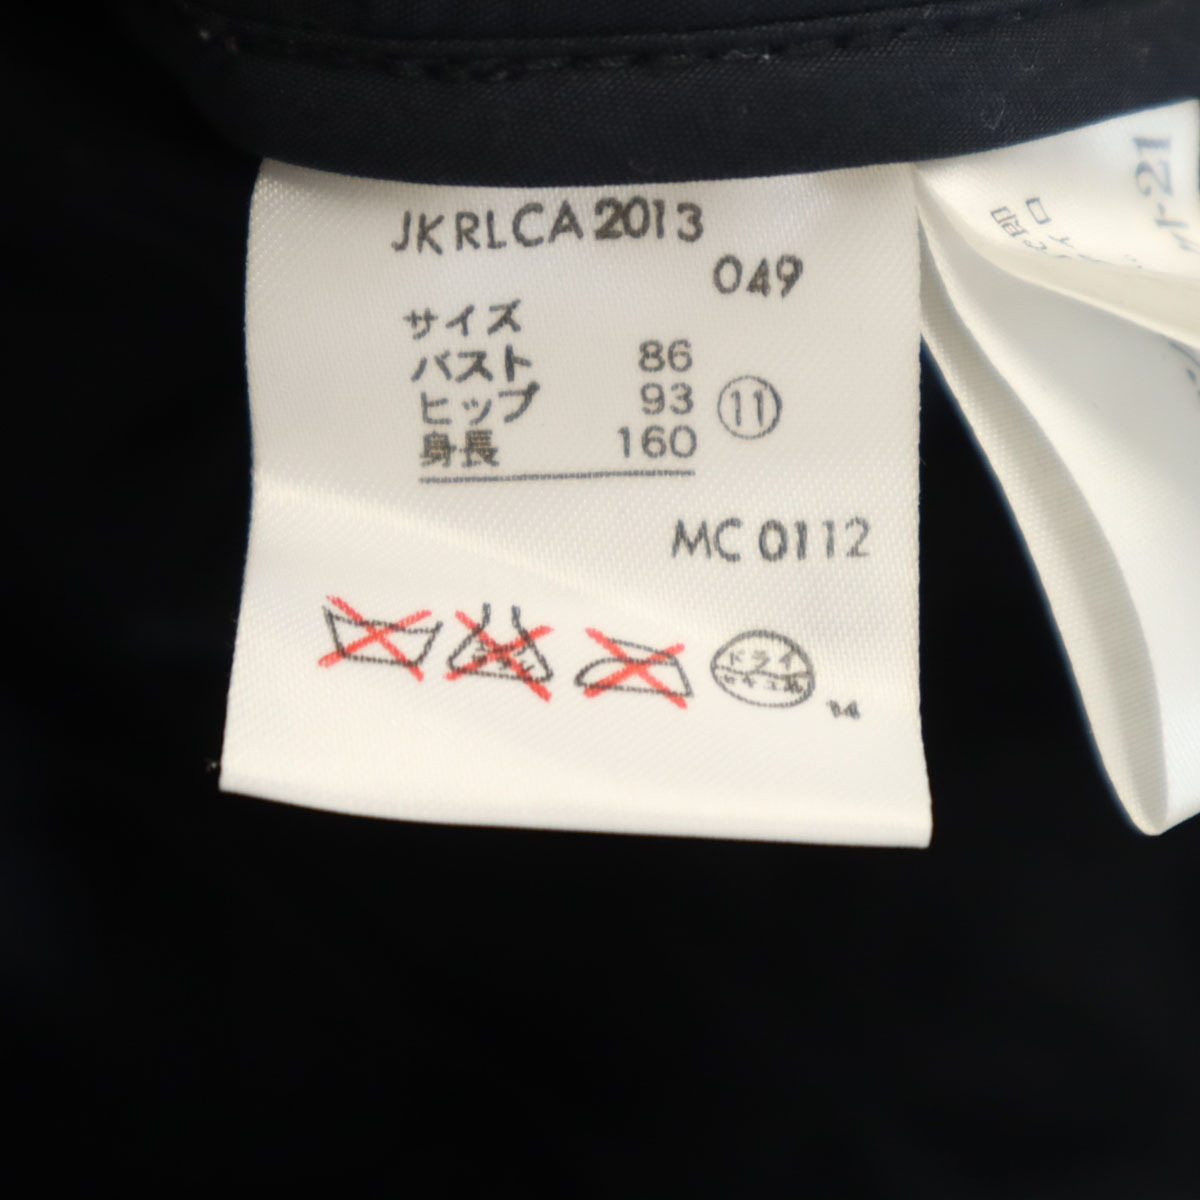 JKRLCA2013
049
サイズ
バスト 86
ヒップ 93 ⑪
身長 160
MC0112
ドライ
セキユ系